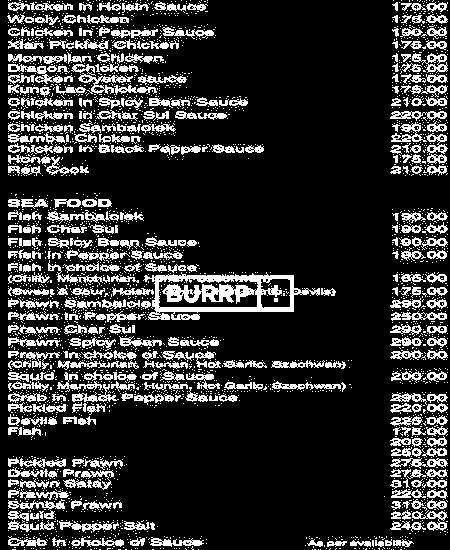 Chicken in Hoisin Sauce 170.00
Wooly Chicken 175.00
Chicken in Pepper Sauce 190.00
Xian Pickled Chicken 175.00
Mongolian Chicken 175.00
Dragon Chicken 175.00
Chicken Oyster sauce 175.00
Kung Lao Chicken 175.00
Chicken in Spicy Bean Sauce 210.00
Chicken in Char Sui Sauce 220.00
Chicken Sambalolek 190.00
Sambal Chicken 220.00
Chicken in Black Pepper Sauce 210.00
Honey 175.00
Red Cook 210.00
SEA FOOD
Fish Sambalolek 190.00
Fish Char Sui 190.00
Fish Spicy Bean Sauce 190.00
Fish in Pepper Sauce 190.00
Fish in choice of Sauce
(Chilly, Manchurian, 165.00
(Sweet & Sour, Hoisin, Devils) 175.00
BURRP !
Prawn Sambalolek 290.00
Prawn in Pepper Sauce 250.00
Prawn Char Sui 290.00
Prawn Spicy Bean Sauce 290.00
Prawn in choice of Sauce 200.00
(Chilly, Manchurian, Hunan, Hot Garlic, Szechwan)
Squid in choice of Sauce 200.00
(Chilly, Manchurian, Hunan, Hot Garlic, Szechwan)
Crab in Black Pepper Sauce 290.00
Pickled Fish 220.00
Devils Fish 225.00
Fish 175.00
200.00
250.00
Pickled Prawn 275.00
Devils Prawn 275.00
Prawn Satay 310.00
Prawns 220.00
Samba Prawn 310.00
Squid 220.00
Squid Pepper Salt 240.00
Crab in choice of Sauce As per availability